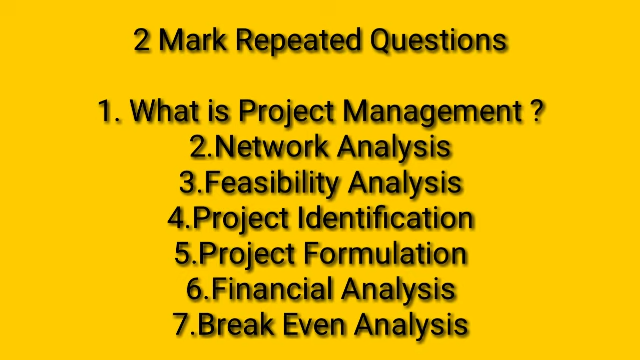 2 Mark Repeated Questions
1. What is Project Management ?
2.Network Analysis
3.Feasibility Analysis
4.Project Identification
5.Project Formulation
6.Financial Analysis
7.Break Even Analysis